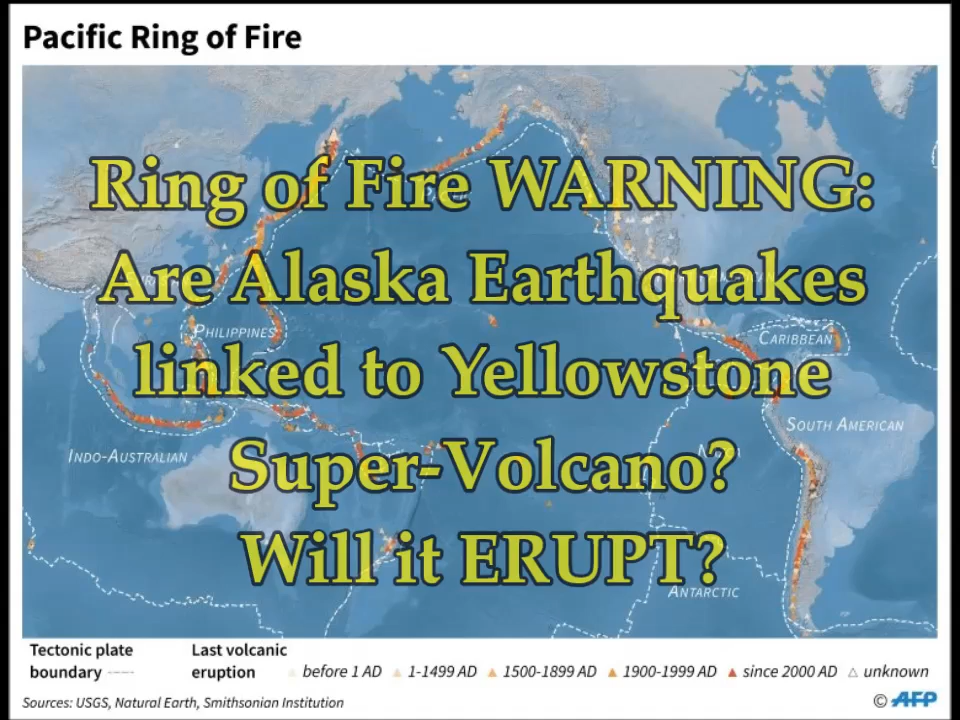 Pacific Ring of Fire
Ring of Fire WARNING:
Are Alaska Earthquakes
linked to Yellowstone
Super-Volcano?
Will it ERUPT?
PHILIPPINES
CARIBBEAN
SOUTH AMERICAN
INDO-AUSTRALIAN
ANTARCTIC
Tectonic plate
boundary
Last volcanic
eruption
before 1 AD
1-1499 AD
1500-1899 AD
1900-1999 AD
since 2000 AD
unknown
Sources: USGS, Natural Earth, Smithsonian Institution
© AFP